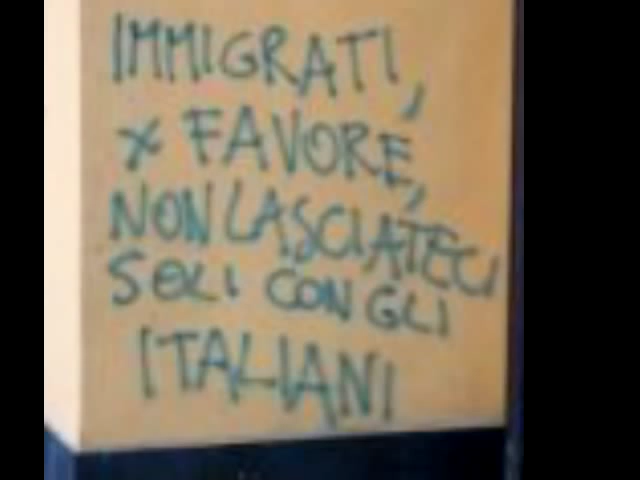 IMMIGRATI,
x FAVORE,
NON LASCIATECI
SOLI CON GLI
ITALIANI